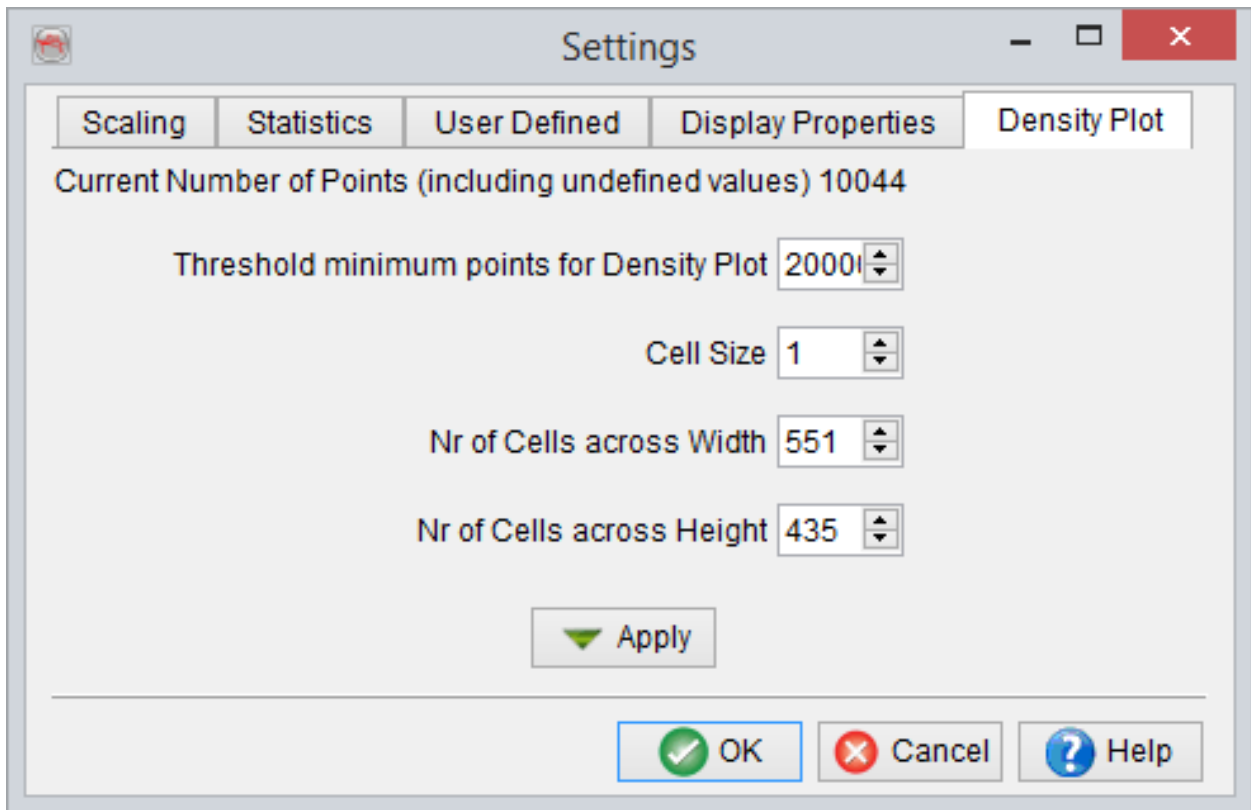 Settings
Scaling Statistics User Defined Display Properties Density Plot
Current Number of Points (including undefined values) 10044
Threshold minimum points for Density Plot 2000
Cell Size 1
Nr of Cells across Width 551
Nr of Cells across Height 435
Apply
OK Cancel Help